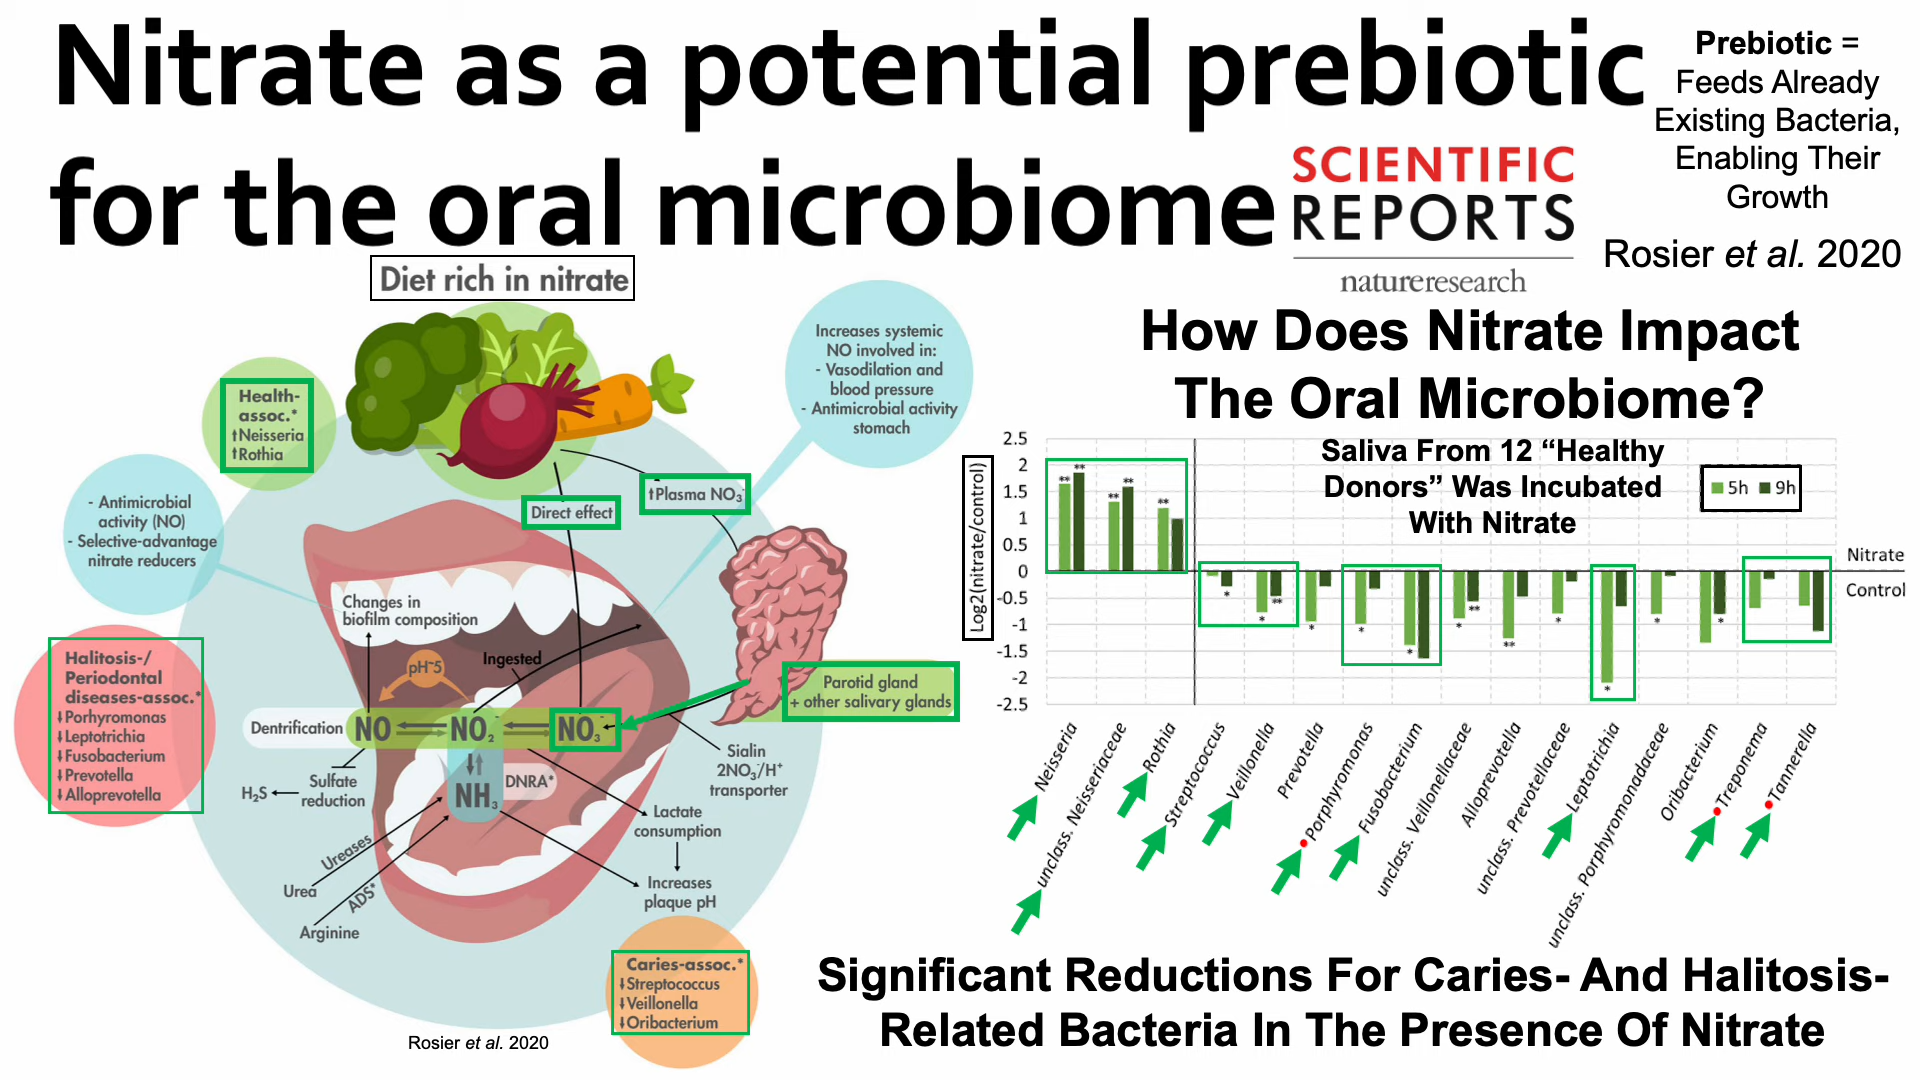 Nitrate as a potential prebiotic
for the oral microbiome
Prebiotic =
Feeds Already
Existing Bacteria,
Enabling Their
Growth
SCIENTIFIC
REPORTS
natureresearch
Rosier et al. 2020
Diet rich in nitrate
Increases systemic
NO involved in:
- Vasodilation and
blood pressure
- Antimicrobial activity
stomach
Health-
assoc.*
↑Neisseria
↑Rothia
- Antimicrobial
activity (NO)
- Selective-advantage
nitrate reducers
Direct effect
↑Plasma NO₃⁻
Changes in
biofilm composition
pH~5
Ingested
Halitosis-/
Periodontal
diseases-assoc.*
↓Porhyromonas
↓Leptotrichia
↓Fusobacterium
↓Prevotella
↓Alloprevotella
Parotid gland
+ other salivary glands
Dentrification
NO
NO₂⁻
NO₃⁻
Sialin
2NO₃⁻/H⁺
transporter
H₂S
Sulfate
reduction
NH₃
DNRA*
Lactate
consumption
Ureases
Urea
ADS*
Arginine
Increases
plaque pH
Caries-assoc.*
↓Streptococcus
↓Veillonella
↓Oribacterium
Rosier et al. 2020
How Does Nitrate Impact
The Oral Microbiome?
Saliva From 12 “Healthy
Donors” Was Incubated
With Nitrate
5h 9h
Log2(nitrate/control)
2.5
2
1.5
1
0.5
0
-0.5
-1
-1.5
-2
-2.5
** ** ** ** **
* * ** * * * * ** ** * * * *
Nitrate
Control
Neisseria
unclass. Neisseriaceae
Rothia
Streptococcus
Veillonella
Prevotella
Porphyromonas
Fusobacterium
unclass. Veillonellaceae
Alloprevotella
unclass. Prevotellaceae
Leptotrichia
unclass. Porphyromonadaceae
Oribacterium
Treponema
Tannerella
Significant Reductions For Caries- And Halitosis-
Related Bacteria In The Presence Of Nitrate